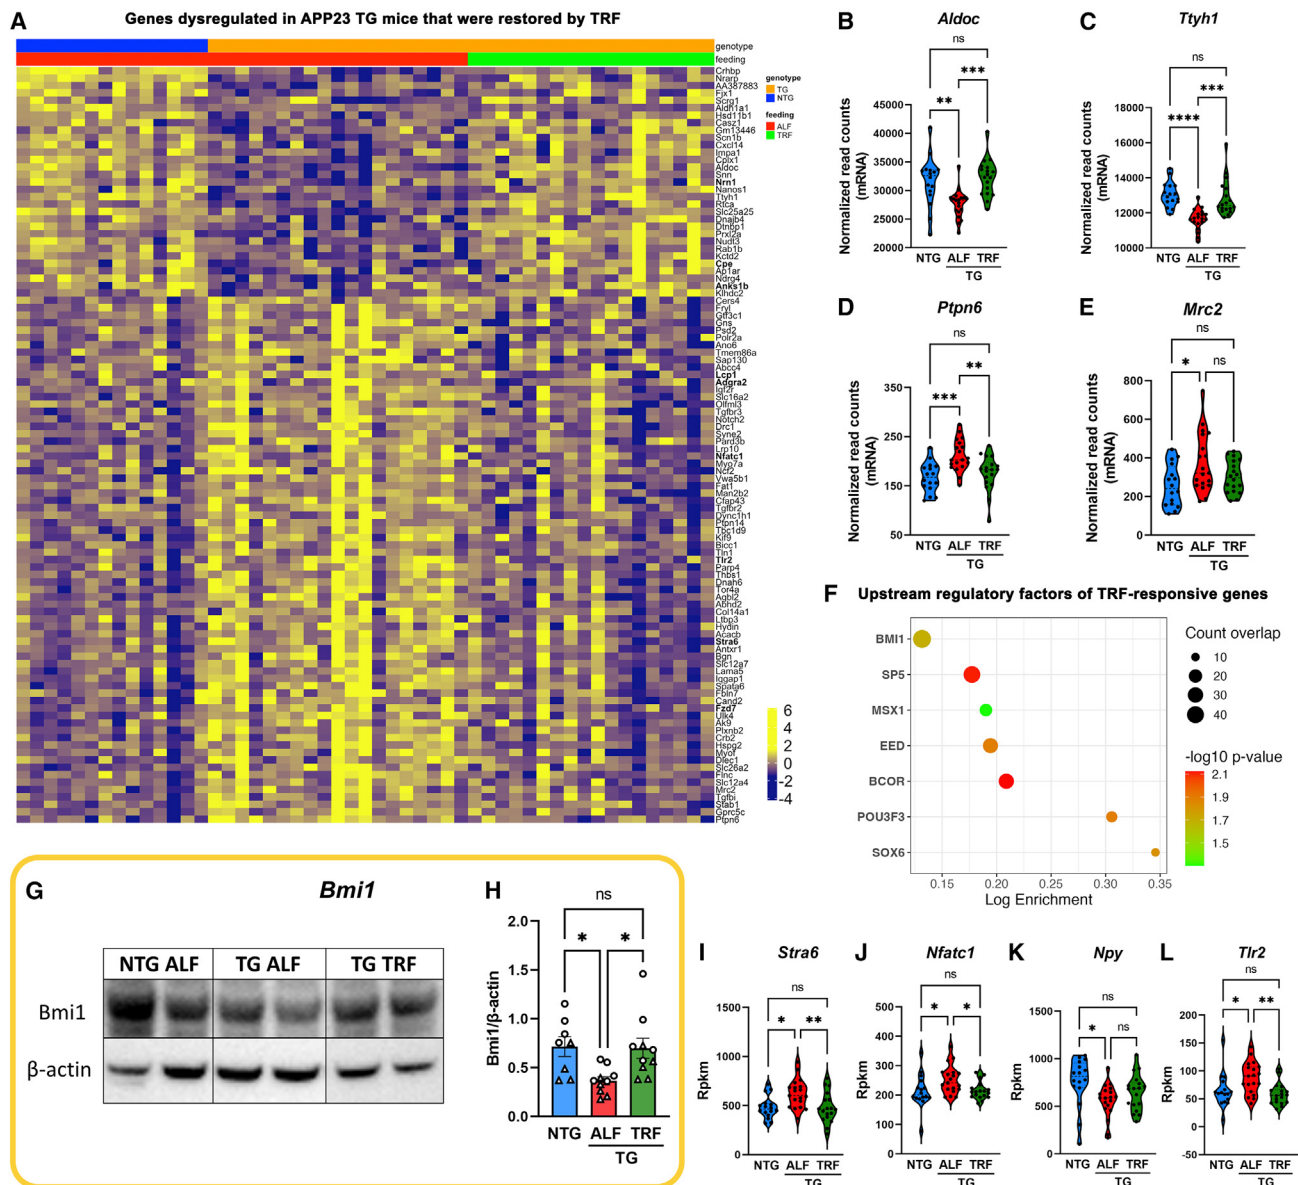 A
Genes dysregulated in APP23 TG mice that were restored by TRF
genotype
feeding
Crhbp
Nrarp
AA387883
Fjx1
Scrg1
Aldh1a1
Hsd11b1
Casz1
Gm13446
Scn1b
Cxcl14
Impa1
Cplx1
Aldoc
Snn
Nrn1
Nanos1
Ttyh1
Rtca
Slc25a25
Dnajb4
Dtnbp1
Prxl2a
Nudt3
Rab1b
Kctd2
Cpe
Ap1ar
Ndrg4
Anks1b
Klhdc2
Cers4
Fryl
Gtf3c1
Gns
Psd2
Polr2a
Ano6
Tmem86a
Sap130
Abcc4
Lcp1
Adgra2
Igf2r
Slc16a2
Olfml3
Tgfbr3
Notch2
Drc1
Syne2
Pard3b
Lrp10
Nfatc1
Myo7a
Ncf2
Vwa5b1
Fat1
Man2b2
Cfap43
Tgfbr2
Dync1h1
Ptpn14
Tbc1d9
Kif9
Bicc1
Tln1
Tlr2
Parp4
Thbs1
Dnah6
Tor4a
Agbl2
Abhd2
Col14a1
Ltbp3
Hydin
Acacb
Stra6
Antxr1
Bgn
Slc12a7
Lama5
Iqgap1
Spata6
Fbln7
Cand2
Fzd7
Ulk4
Ak9
Plxnb2
Crb2
Hspg2
Myof
Dlec1
Slc26a2
Flnc
Slc12a4
Mrc2
Tgfbi
Stab1
Gprc5c
Ptpn6
genotype
TG
NTG
feeding
ALF
TRF
6
4
2
0
-2
-4
B
Aldoc
ns
***
**
45000
40000
35000
30000
25000
20000
Normalized read counts
(mRNA)
NTG ALF TRF
TG
C
Ttyh1
ns
***
****
18000
16000
14000
12000
10000
Normalized read counts
(mRNA)
NTG ALF TRF
TG
D
Ptpn6
ns
**
***
350
250
150
50
Normalized read counts
(mRNA)
NTG ALF TRF
TG
E
Mrc2
ns
* ns
800
600
400
200
0
Normalized read counts
(mRNA)
NTG ALF TRF
TG
F
Upstream regulatory factors of TRF-responsive genes
BMI1
SP5
MSX1
EED
BCOR
POU3F3
SOX6
0.15 0.20 0.25 0.30 0.35
Log Enrichment
Count overlap
10
20
30
40
-log10 p-value
2.1
1.9
1.7
1.5
G
Bmi1
NTG ALF TG ALF TG TRF
Bmi1
β-actin
H
ns
* *
2.0
1.5
1.0
0.5
0.0
Bmi1/β-actin
NTG ALF TRF
TG
I
Stra6
ns
* **
1500
1000
500
0
Rpkm
NTG ALF TRF
TG
J
Nfatc1
ns
* *
500
400
300
200
100
0
Rpkm
NTG ALF TRF
TG
K
Npy
ns
* ns
1500
1000
500
0
Rpkm
NTG ALF TRF
TG
L
Tlr2
ns
* **
200
150
100
50
0
-50
Rpkm
NTG ALF TRF
TG